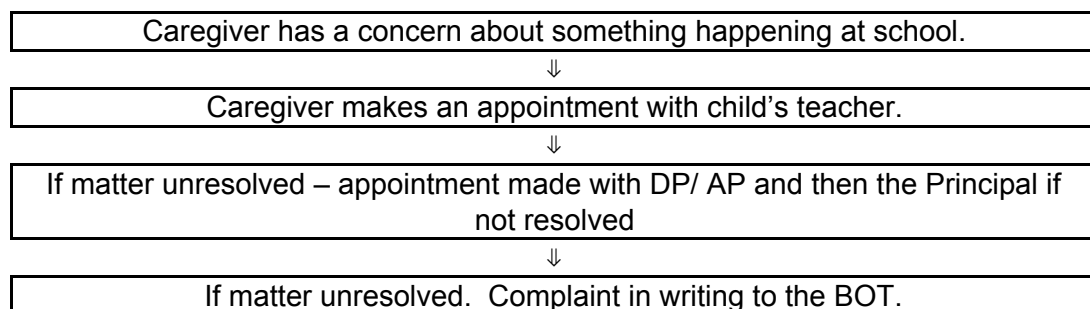 Caregiver has a concern about something happening at school.
⇓
Caregiver makes an appointment with child’s teacher.
⇓
If matter unresolved – appointment made with DP/ AP and then the Principal if
not resolved
⇓
If matter unresolved.  Complaint in writing to the BOT.